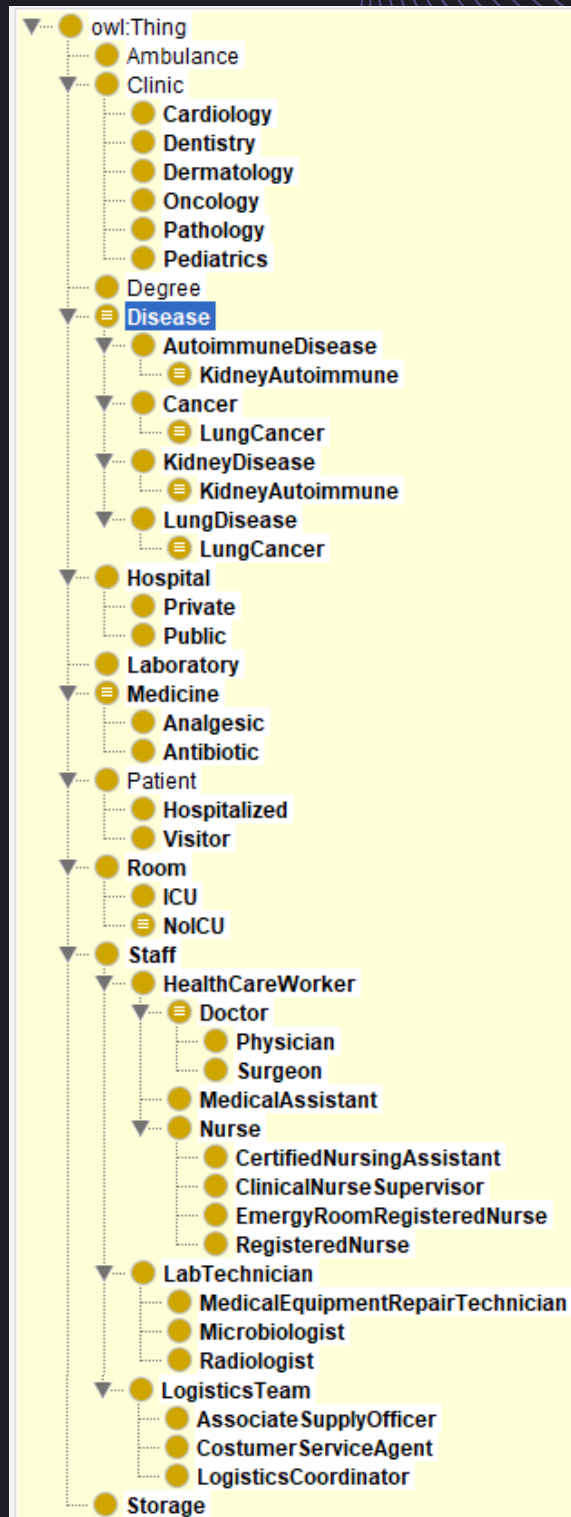 owl:Thing
Ambulance
Clinic
Cardiology
Dentistry
Dermatology
Oncology
Pathology
Pediatrics
Degree
Disease
AutoimmuneDisease
KidneyAutoimmune
Cancer
LungCancer
KidneyDisease
KidneyAutoimmune
LungDisease
LungCancer
Hospital
Private
Public
Laboratory
Medicine
Analgesic
Antibiotic
Patient
Hospitalized
Visitor
Room
ICU
NoICU
Staff
HealthCareWorker
Doctor
Physician
Surgeon
MedicalAssistant
Nurse
CertifiedNursingAssistant
ClinicalNurseSupervisor
EmergyRoomRegisteredNurse
RegisteredNurse
LabTechnician
MedicalEquipmentRepairTechnician
Microbiologist
Radiologist
LogisticsTeam
AssociateSupplyOfficer
CostumerServiceAgent
LogisticsCoordinator
Storage